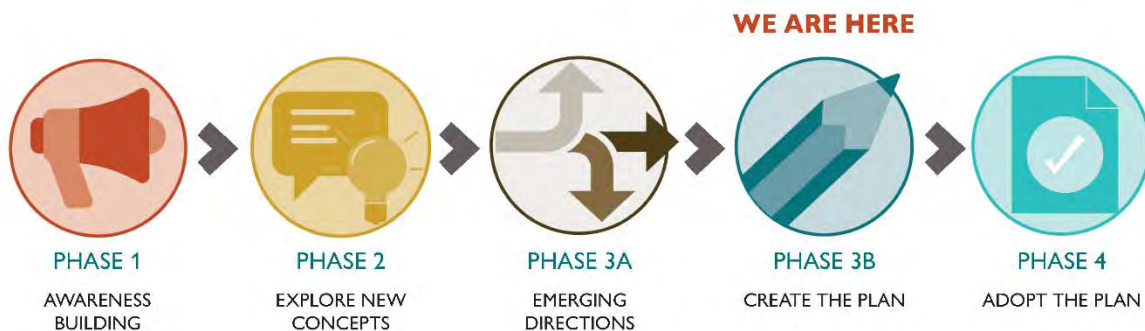 WE ARE HERE
PHASE 1
AWARENESS
BUILDING
PHASE 2
EXPLORE NEW
CONCEPTS
PHASE 3A
EMERGING
DIRECTIONS
PHASE 3B
CREATE THE PLAN
PHASE 4
ADOPT THE PLAN